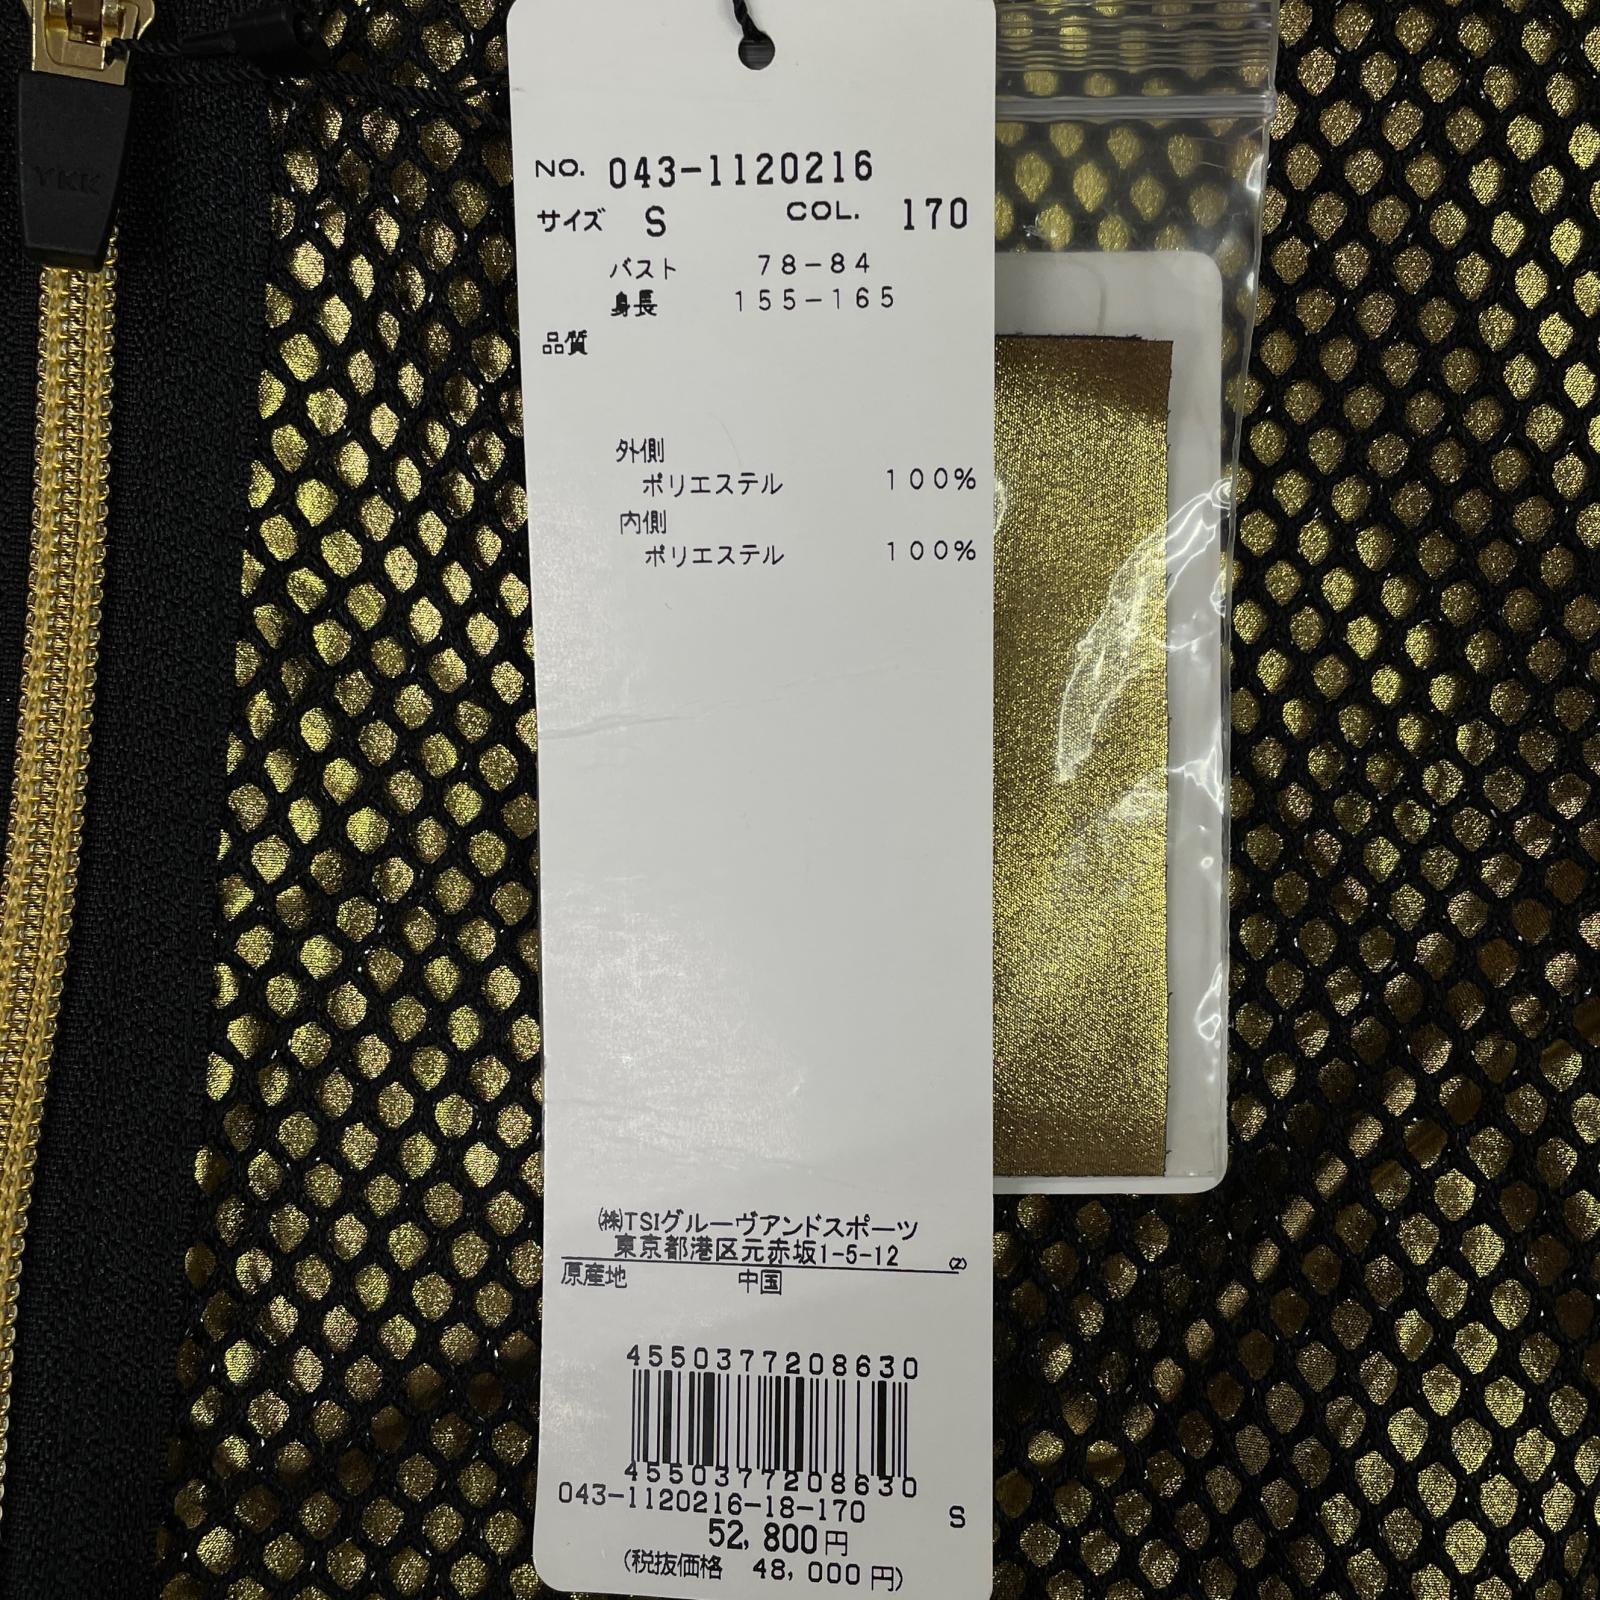 YKK
NO. 043-1120216
サイズ S COL. 170
バスト 78-84
身長 155-165
品質
外側
ポリエステル 100%
内側
ポリエステル 100%
㈱TSIグルーヴアンドスポーツ
東京都港区元赤坂1-5-12 (Z)
原産地 中国
4550377208630
4550377208630
043-1120216-18-170 S
52,800円
(税抜価格 48,000円)